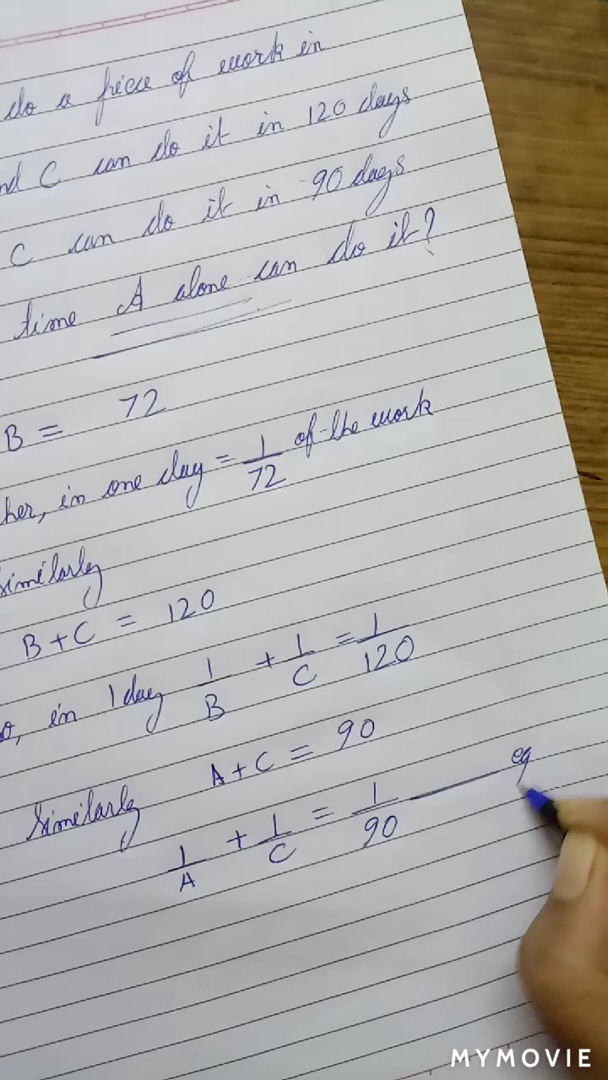 do a piece of work in
nd C can do it in 120 days
C can do it in 90 days
time A alone can do it?
B = 72
her, in one day = 1/72 of the work
similarly
B + C = 120
o, in 1 day 1/B + 1/C = 1/120
Similarly A + C = 90
1/A + 1/C = 1/90 — eq
MYMOVIE